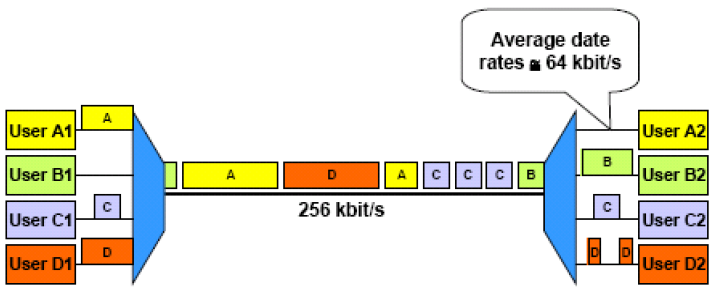 Average date
rates ≅ 64 kbit/s
User A1
A
User B1
User C1
C
User D1
D
A
D
A
C
C
C
B
256 kbit/s
User A2
B
User B2
C
User C2
D
D
User D2